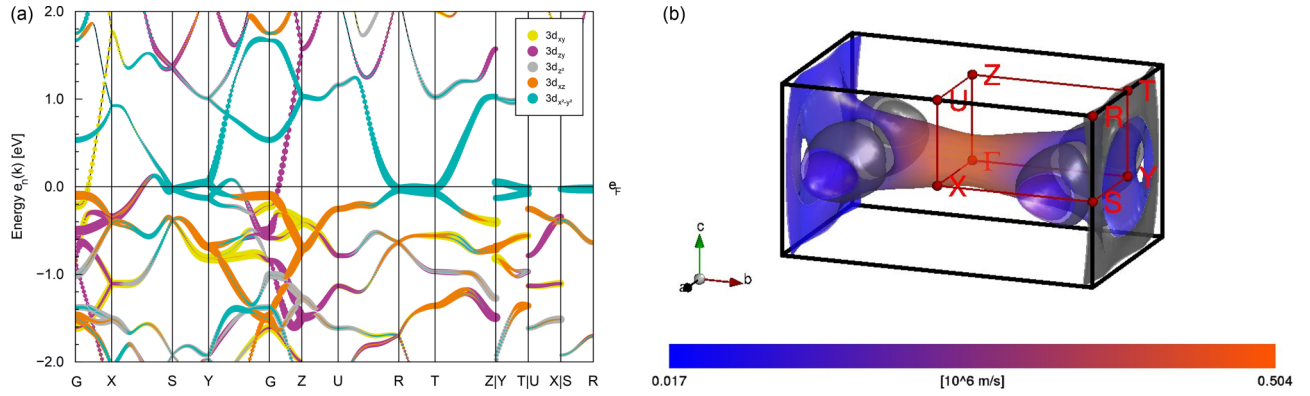 (a)
2.0
1.0
0.0
−1.0
−2.0
Energy e_n(k) [eV]
3d_xy
3d_zy
3d_z²
3d_xz
3d_x²-y²
e_F
G X S Y G Z U R T Z|Y T|U X|S R
(b)
Z
U
T
R
Γ
X
Y
S
c
a
b
0.017 [10^6 m/s] 0.504